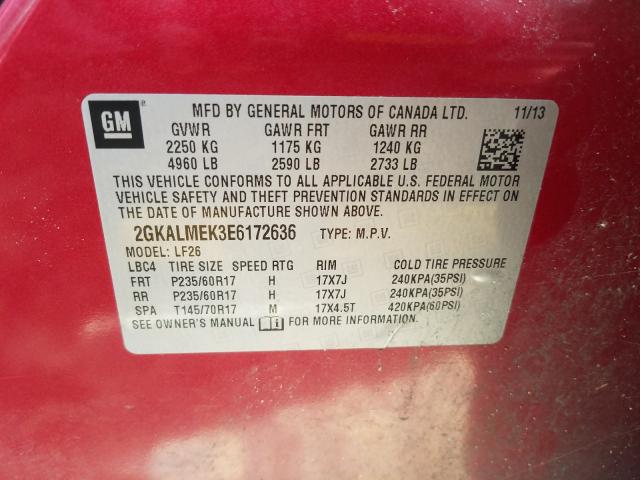 GM ®
MFD BY GENERAL MOTORS OF CANADA LTD. 11/13
GVWR GAWR FRT GAWR RR
2250 KG 1175 KG 1240 KG
4960 LB 2590 LB 2733 LB
THIS VEHICLE CONFORMS TO ALL APPLICABLE U.S. FEDERAL MOTOR
VEHICLE SAFETY AND THEFT PREVENTION STANDARDS IN EFFECT ON
THE DATE OF MANUFACTURE SHOWN ABOVE.
2GKALMEK3E6172636 TYPE: M.P.V.
MODEL: LF26
LBC4 TIRE SIZE SPEED RTG RIM COLD TIRE PRESSURE
FRT P235/60R17 H 17X7J 240KPA(35PSI)
RR P235/60R17 H 17X7J 240KPA(35PSI)
SPA T145/70R17 M 17X4.5T 420KPA(60PSI)
SEE OWNER'S MANUAL FOR MORE INFORMATION.